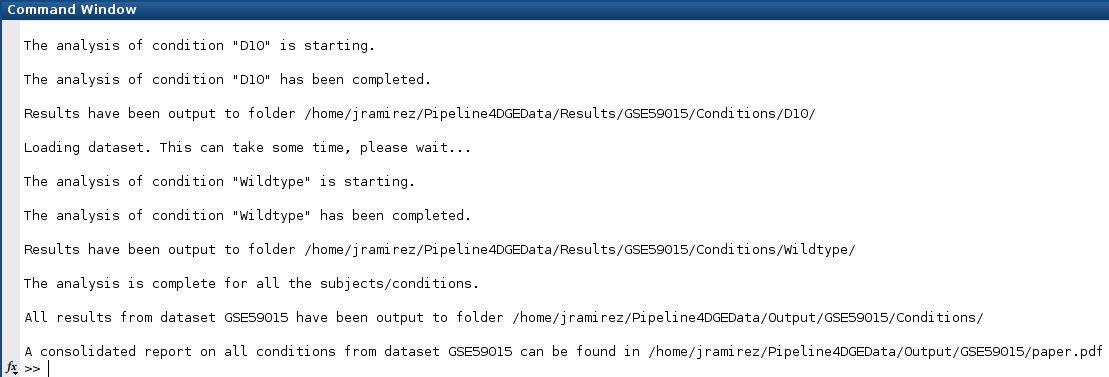 Command Window
The analysis of condition "D10" is starting.
The analysis of condition "D10" has been completed.
Results have been output to folder /home/jramirez/Pipeline4DGEData/Results/GSE59015/Conditions/D10/
Loading dataset. This can take some time, please wait...
The analysis of condition "Wildtype" is starting.
The analysis of condition "Wildtype" has been completed.
Results have been output to folder /home/jramirez/Pipeline4DGEData/Results/GSE59015/Conditions/Wildtype/
The analysis is complete for all the subjects/conditions.
All results from dataset GSE59015 have been output to folder /home/jramirez/Pipeline4DGEData/Output/GSE59015/Conditions/
A consolidated report on all conditions from dataset GSE59015 can be found in /home/jramirez/Pipeline4DGEData/Output/GSE59015/paper.pdf
fx >>